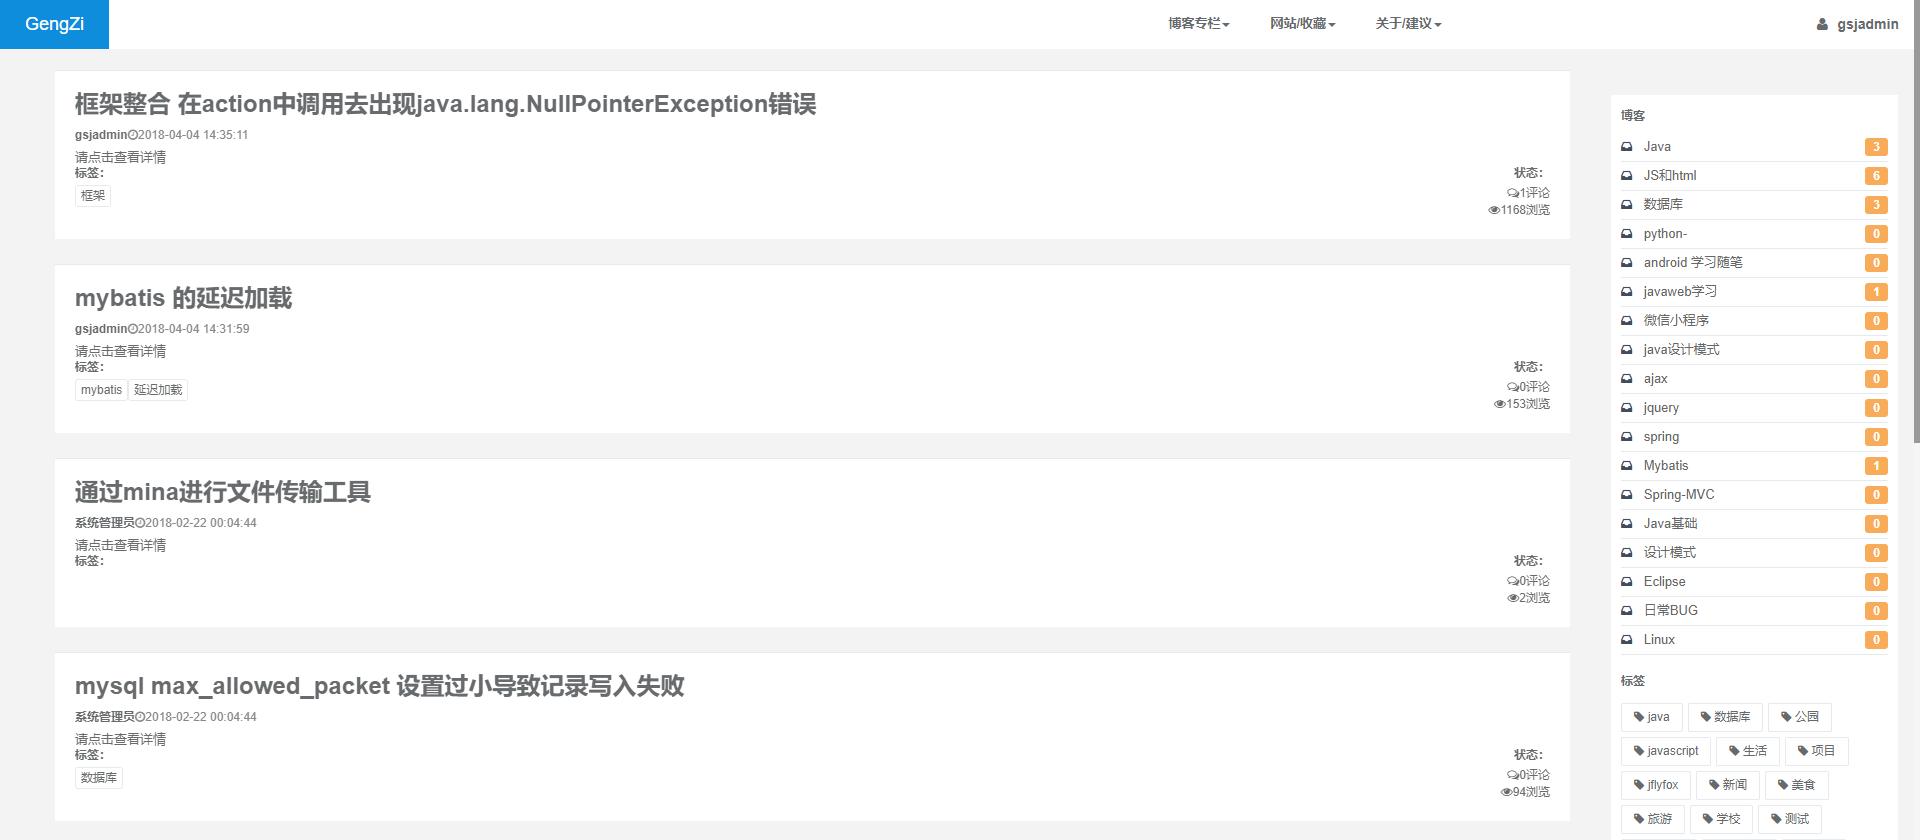 GengZi
博客专栏
网站/收藏
关于/建议
gsjadmin
框架整合 在action中调用去出现java.lang.NullPointerException错误
gsjadmin2018-04-04 14:35:11
请点击查看详情
标签：
状态：
框架
1评论
1168浏览
mybatis 的延迟加载
gsjadmin2018-04-04 14:31:59
请点击查看详情
标签：
状态：
mybatis 延迟加载
0评论
153浏览
通过mina进行文件传输工具
系统管理员2018-02-22 00:04:44
请点击查看详情
标签：
状态：
0评论
2浏览
mysql max_allowed_packet 设置过小导致记录写入失败
系统管理员2018-02-22 00:04:44
请点击查看详情
标签：
状态：
数据库
0评论
94浏览
博客
Java 3
JS和html 6
数据库 3
python- 0
android 学习随笔 0
javaweb学习 1
微信小程序 0
java设计模式 0
ajax 0
jquery 0
spring 0
Mybatis 1
Spring-MVC 0
Java基础 0
设计模式 0
Eclipse 0
日常BUG 0
Linux 0
标签
java 数据库 公园
javascript 生活 项目
jflyfox 新闻 美食
旅游 学校 测试